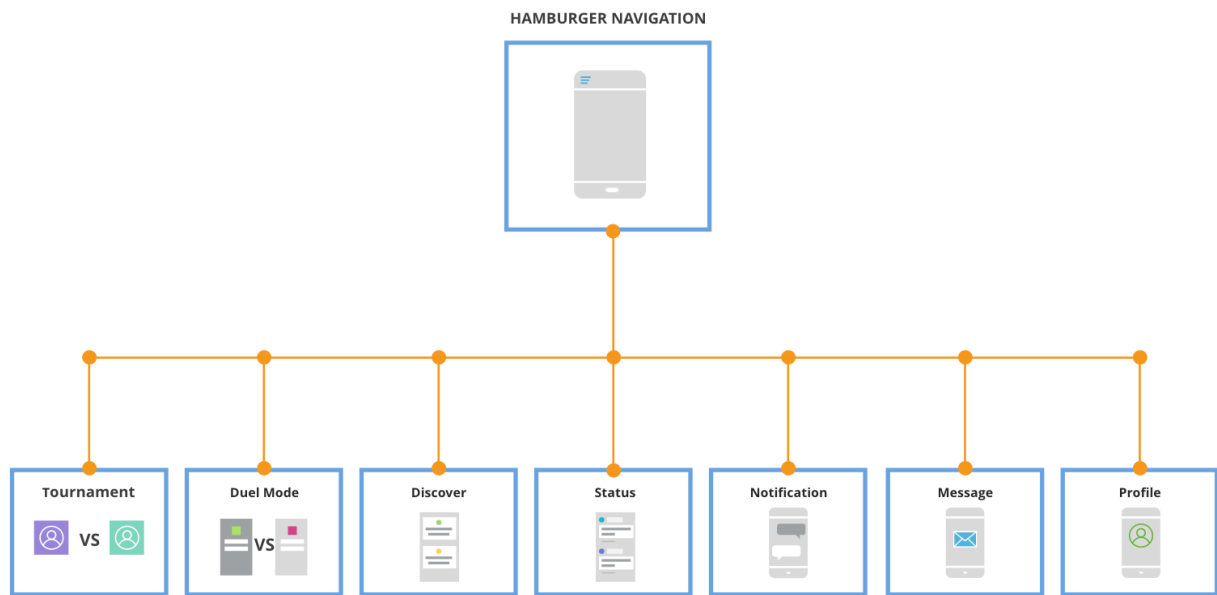 HAMBURGER NAVIGATION
Tournament
Duel Mode
Discover
Status
Notification
Message
Profile
VS
VS